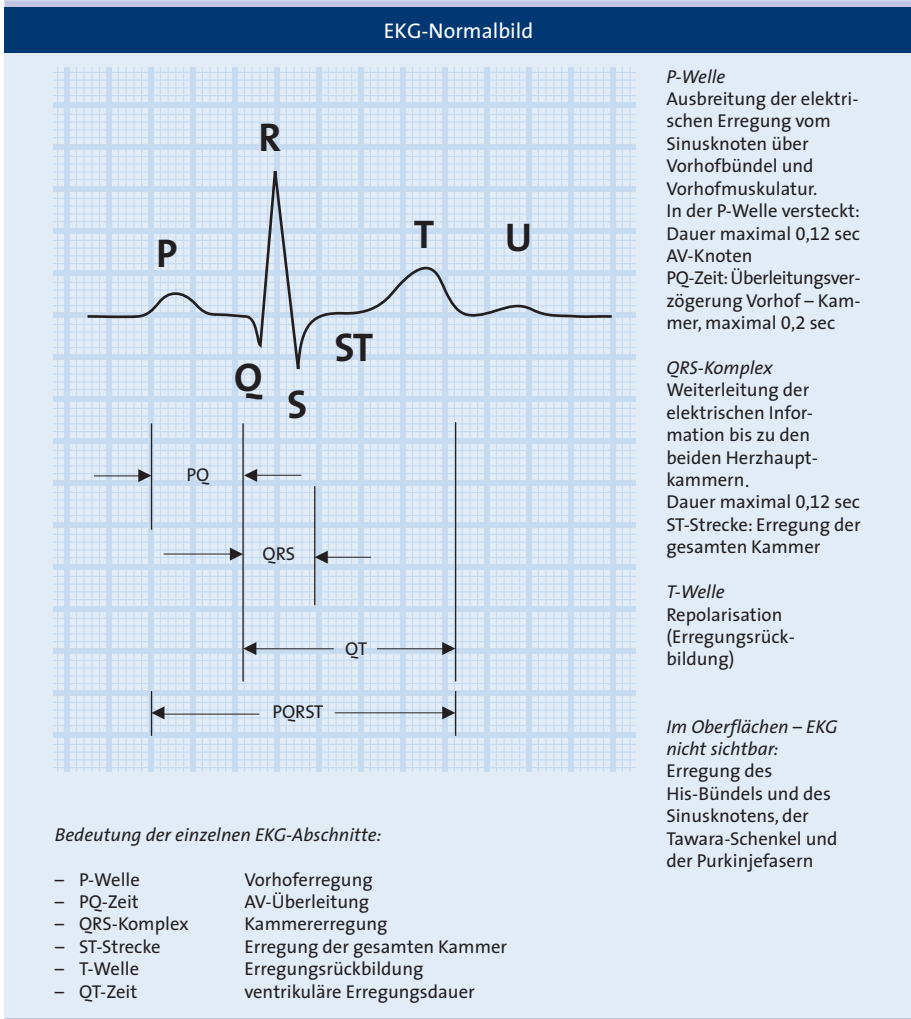 EKG-Normalbild
R
P
T
U
Q
S
ST
PQ
QRS
QT
PQRST
P-Welle
Ausbreitung der elektri-
schen Erregung vom
Sinusknoten über
Vorhofbündel und
Vorhofmuskulatur.
In der P-Welle versteckt:
Dauer maximal 0,12 sec
AV-Knoten
PQ-Zeit: Überleitungsver-
zögerung Vorhof – Kam-
mer, maximal 0,2 sec
QRS-Komplex
Weiterleitung der
elektrischen Infor-
mation bis zu den
beiden Herzhaupt-
kammern.
Dauer maximal 0,12 sec
ST-Strecke: Erregung der
gesamten Kammer
T-Welle
Repolarisation
(Erregungsrück-
bildung)
Im Oberflächen – EKG
nicht sichtbar:
Erregung des
His-Bündels und des
Sinusknotens, der
Tawara-Schenkel und
der Purkinjefasern
Bedeutung der einzelnen EKG-Abschnitte:
– P-Welle Vorhoferregung
– PQ-Zeit AV-Überleitung
– QRS-Komplex Kammererregung
– ST-Strecke Erregung der gesamten Kammer
– T-Welle Erregungsrückbildung
– QT-Zeit ventrikuläre Erregungsdauer